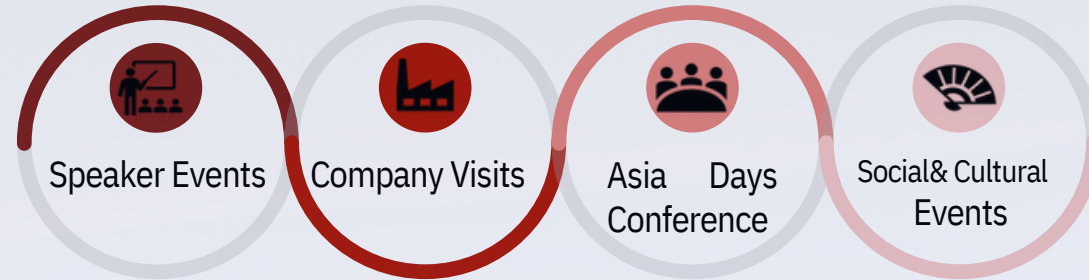 Speaker Events
Company Visits
Asia Days
Conference
Social& Cultural
Events